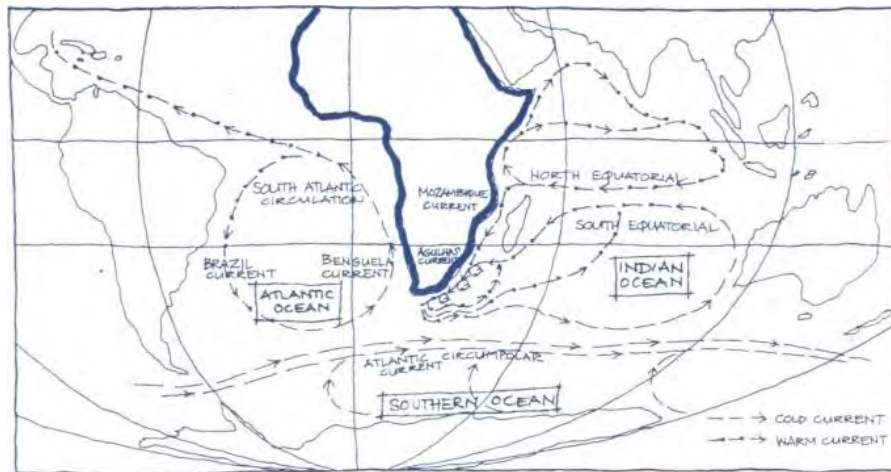 NORTH EQUATORIAL
SOUTH ATLANTIC
CIRCULATION
MOZAMBIQUE
CURRENT
SOUTH EQUATORIAL
AGULHAS
CURRENT
BRAZIL
CURRENT
BENGUELA
CURRENT
INDIAN
OCEAN
ATLANTIC
OCEAN
ATLANTIC CIRCUMPOLAR
CURRENT
SOUTHERN OCEAN
COLD CURRENT
WARM CURRENT